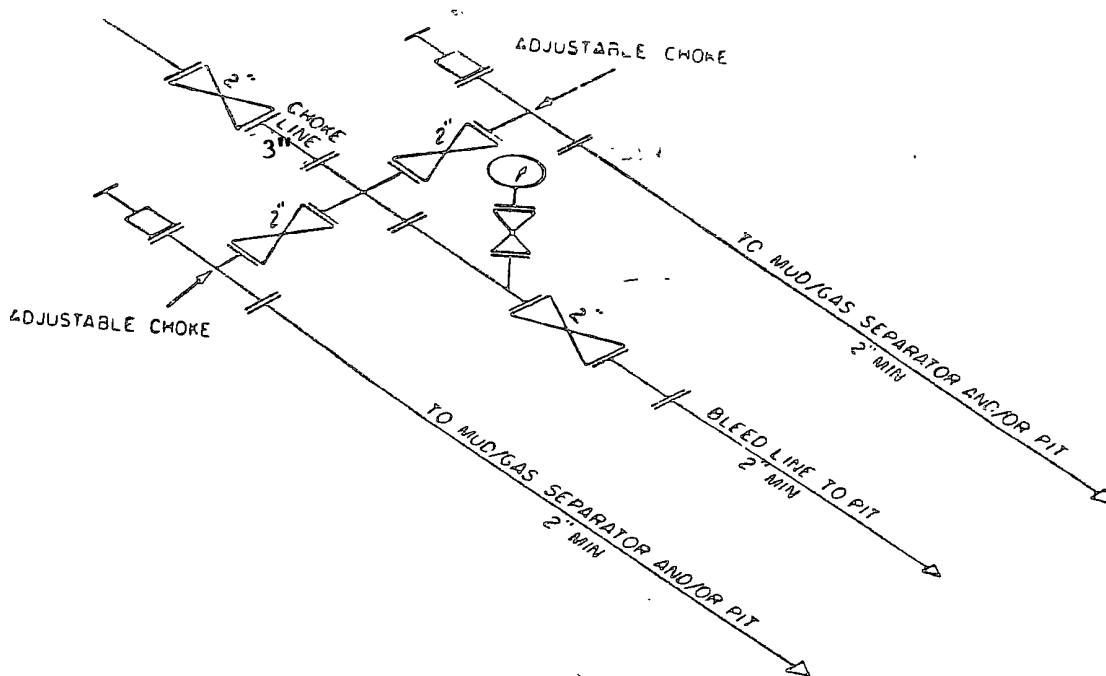 ADJUSTABLE CHOKE
2"
CHOKE
LINE
3"
2"
P
2"
ADJUSTABLE CHOKE
2"
TO MUD/GAS SEPARATOR AND/OR PIT
2" MIN
BLEED LINE TO PIT
2" MIN
TO MUD/GAS SEPARATOR AND/OR PIT
2" MIN